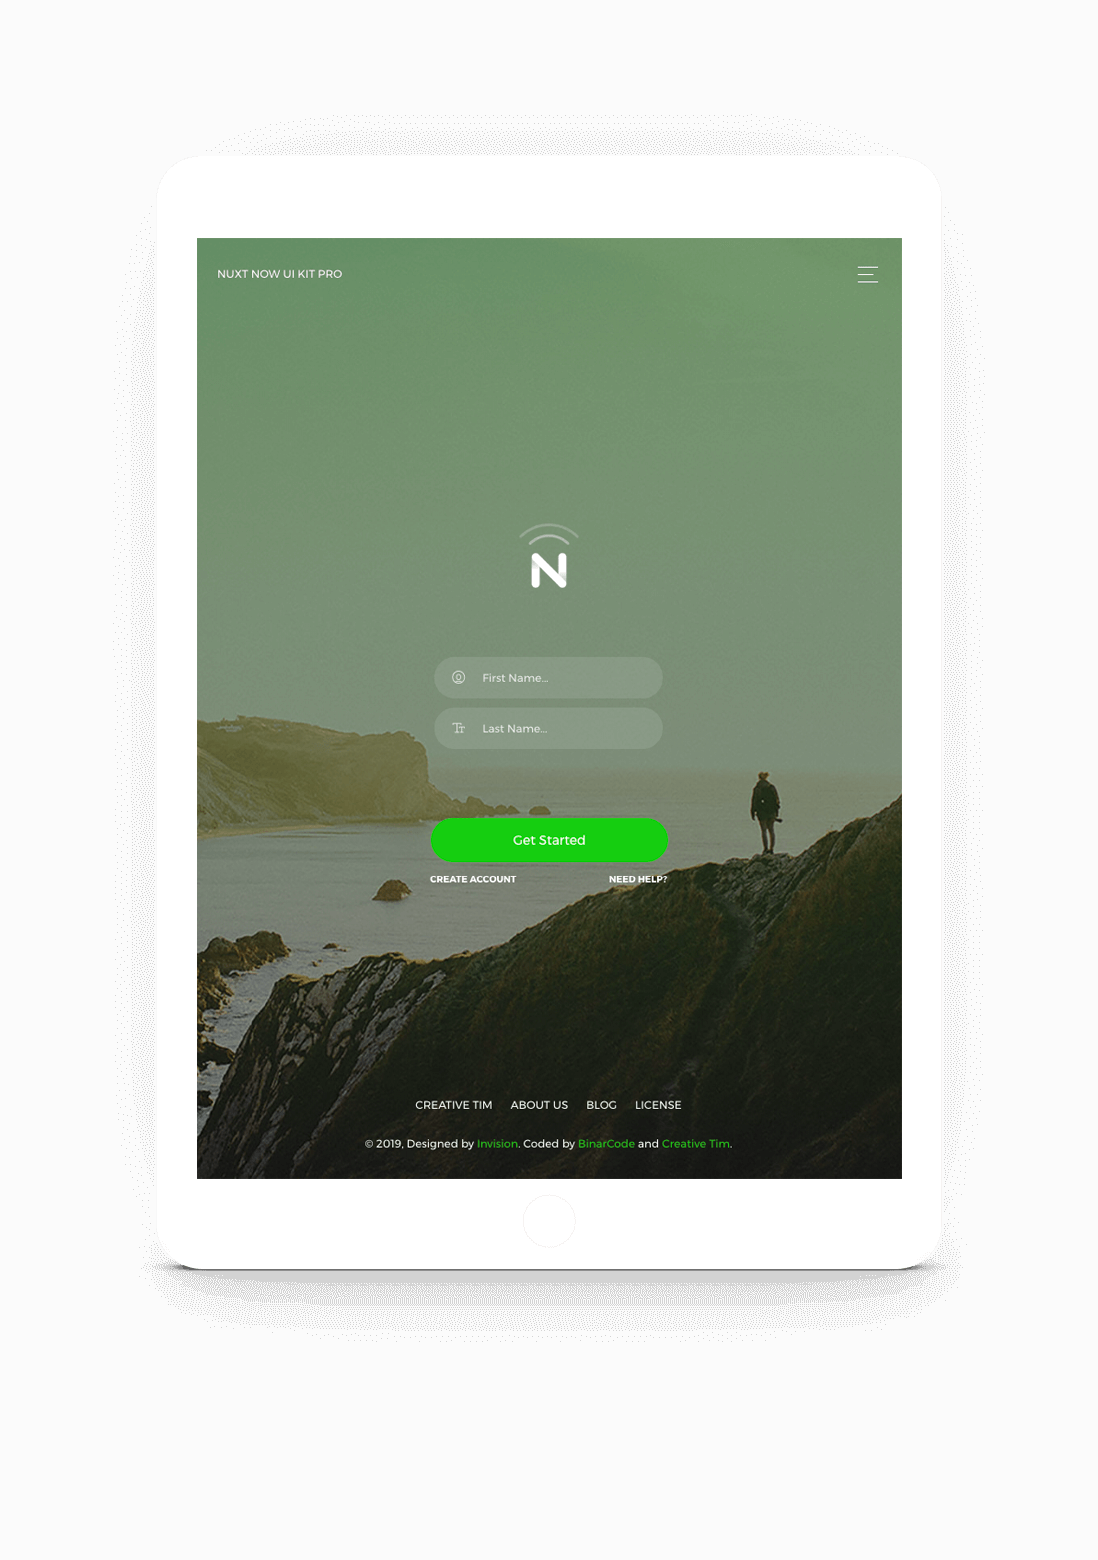 NUXT NOW UI KIT PRO
N
First Name...
Last Name...
Get Started
CREATE ACCOUNT NEED HELP?
CREATIVE TIM ABOUT US BLOG LICENSE
© 2019, Designed by Invision. Coded by BinarCode and Creative Tim.